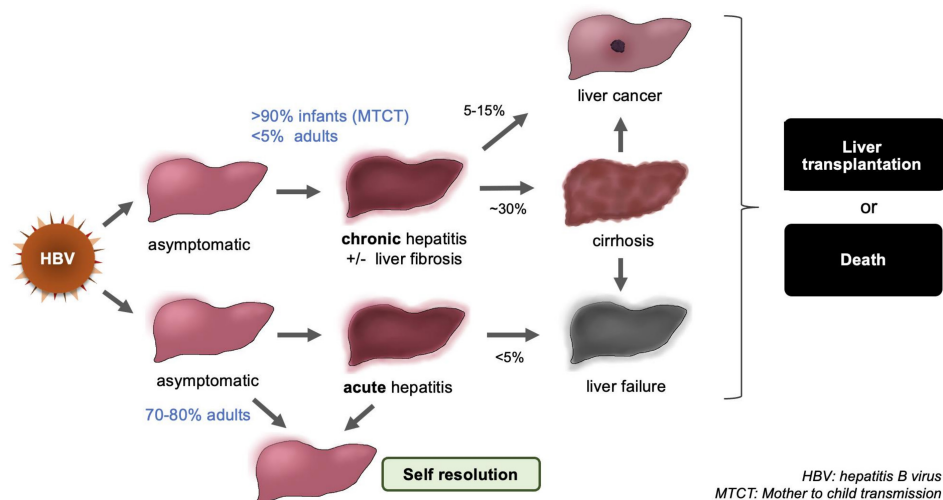 liver cancer
>90% infants (MTCT)
<5% adults
5-15%
Liver
transplantation
or
Death
HBV
asymptomatic
chronic hepatitis
+/- liver fibrosis
~30%
cirrhosis
asymptomatic
70-80% adults
acute hepatitis
<5%
liver failure
Self resolution
HBV: hepatitis B virus
MTCT: Mother to child transmission